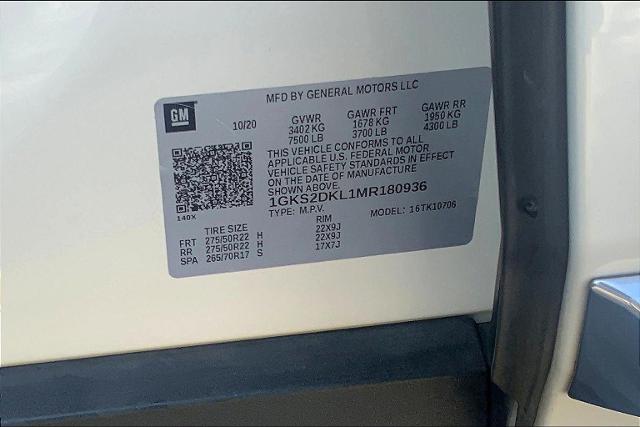 MFD BY GENERAL MOTORS LLC
GM
10/20 GVWR GAWR FRT GAWR RR
3402 KG 1678 KG 1950 KG
7500 LB 3700 LB 4300 LB
THIS VEHICLE CONFORMS TO ALL
APPLICABLE U.S. FEDERAL MOTOR
VEHICLE SAFETY STANDARDS IN EFFECT
ON THE DATE OF MANUFACTURE
SHOWN ABOVE.
1GKS2DKL1MR180936
140X
TYPE: M.P.V. MODEL: 16TK10706
TIRE SIZE RIM
FRT 275/50R22 H 22X9J
RR 275/50R22 H 22X9J
SPA 265/70R17 S 17X7J